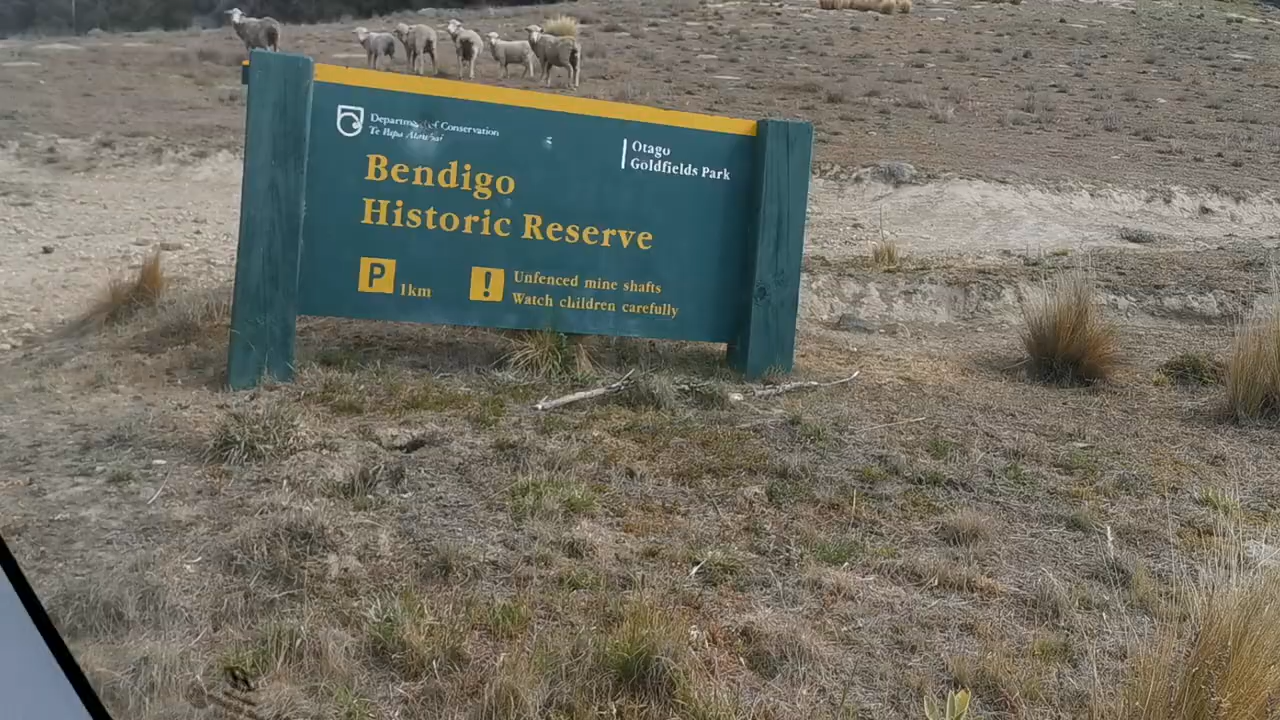 Department of Conservation
Te Papa Atawhai
Otago
Goldfields Park
Bendigo
Historic Reserve
P 1km
! Unfenced mine shafts
Watch children carefully